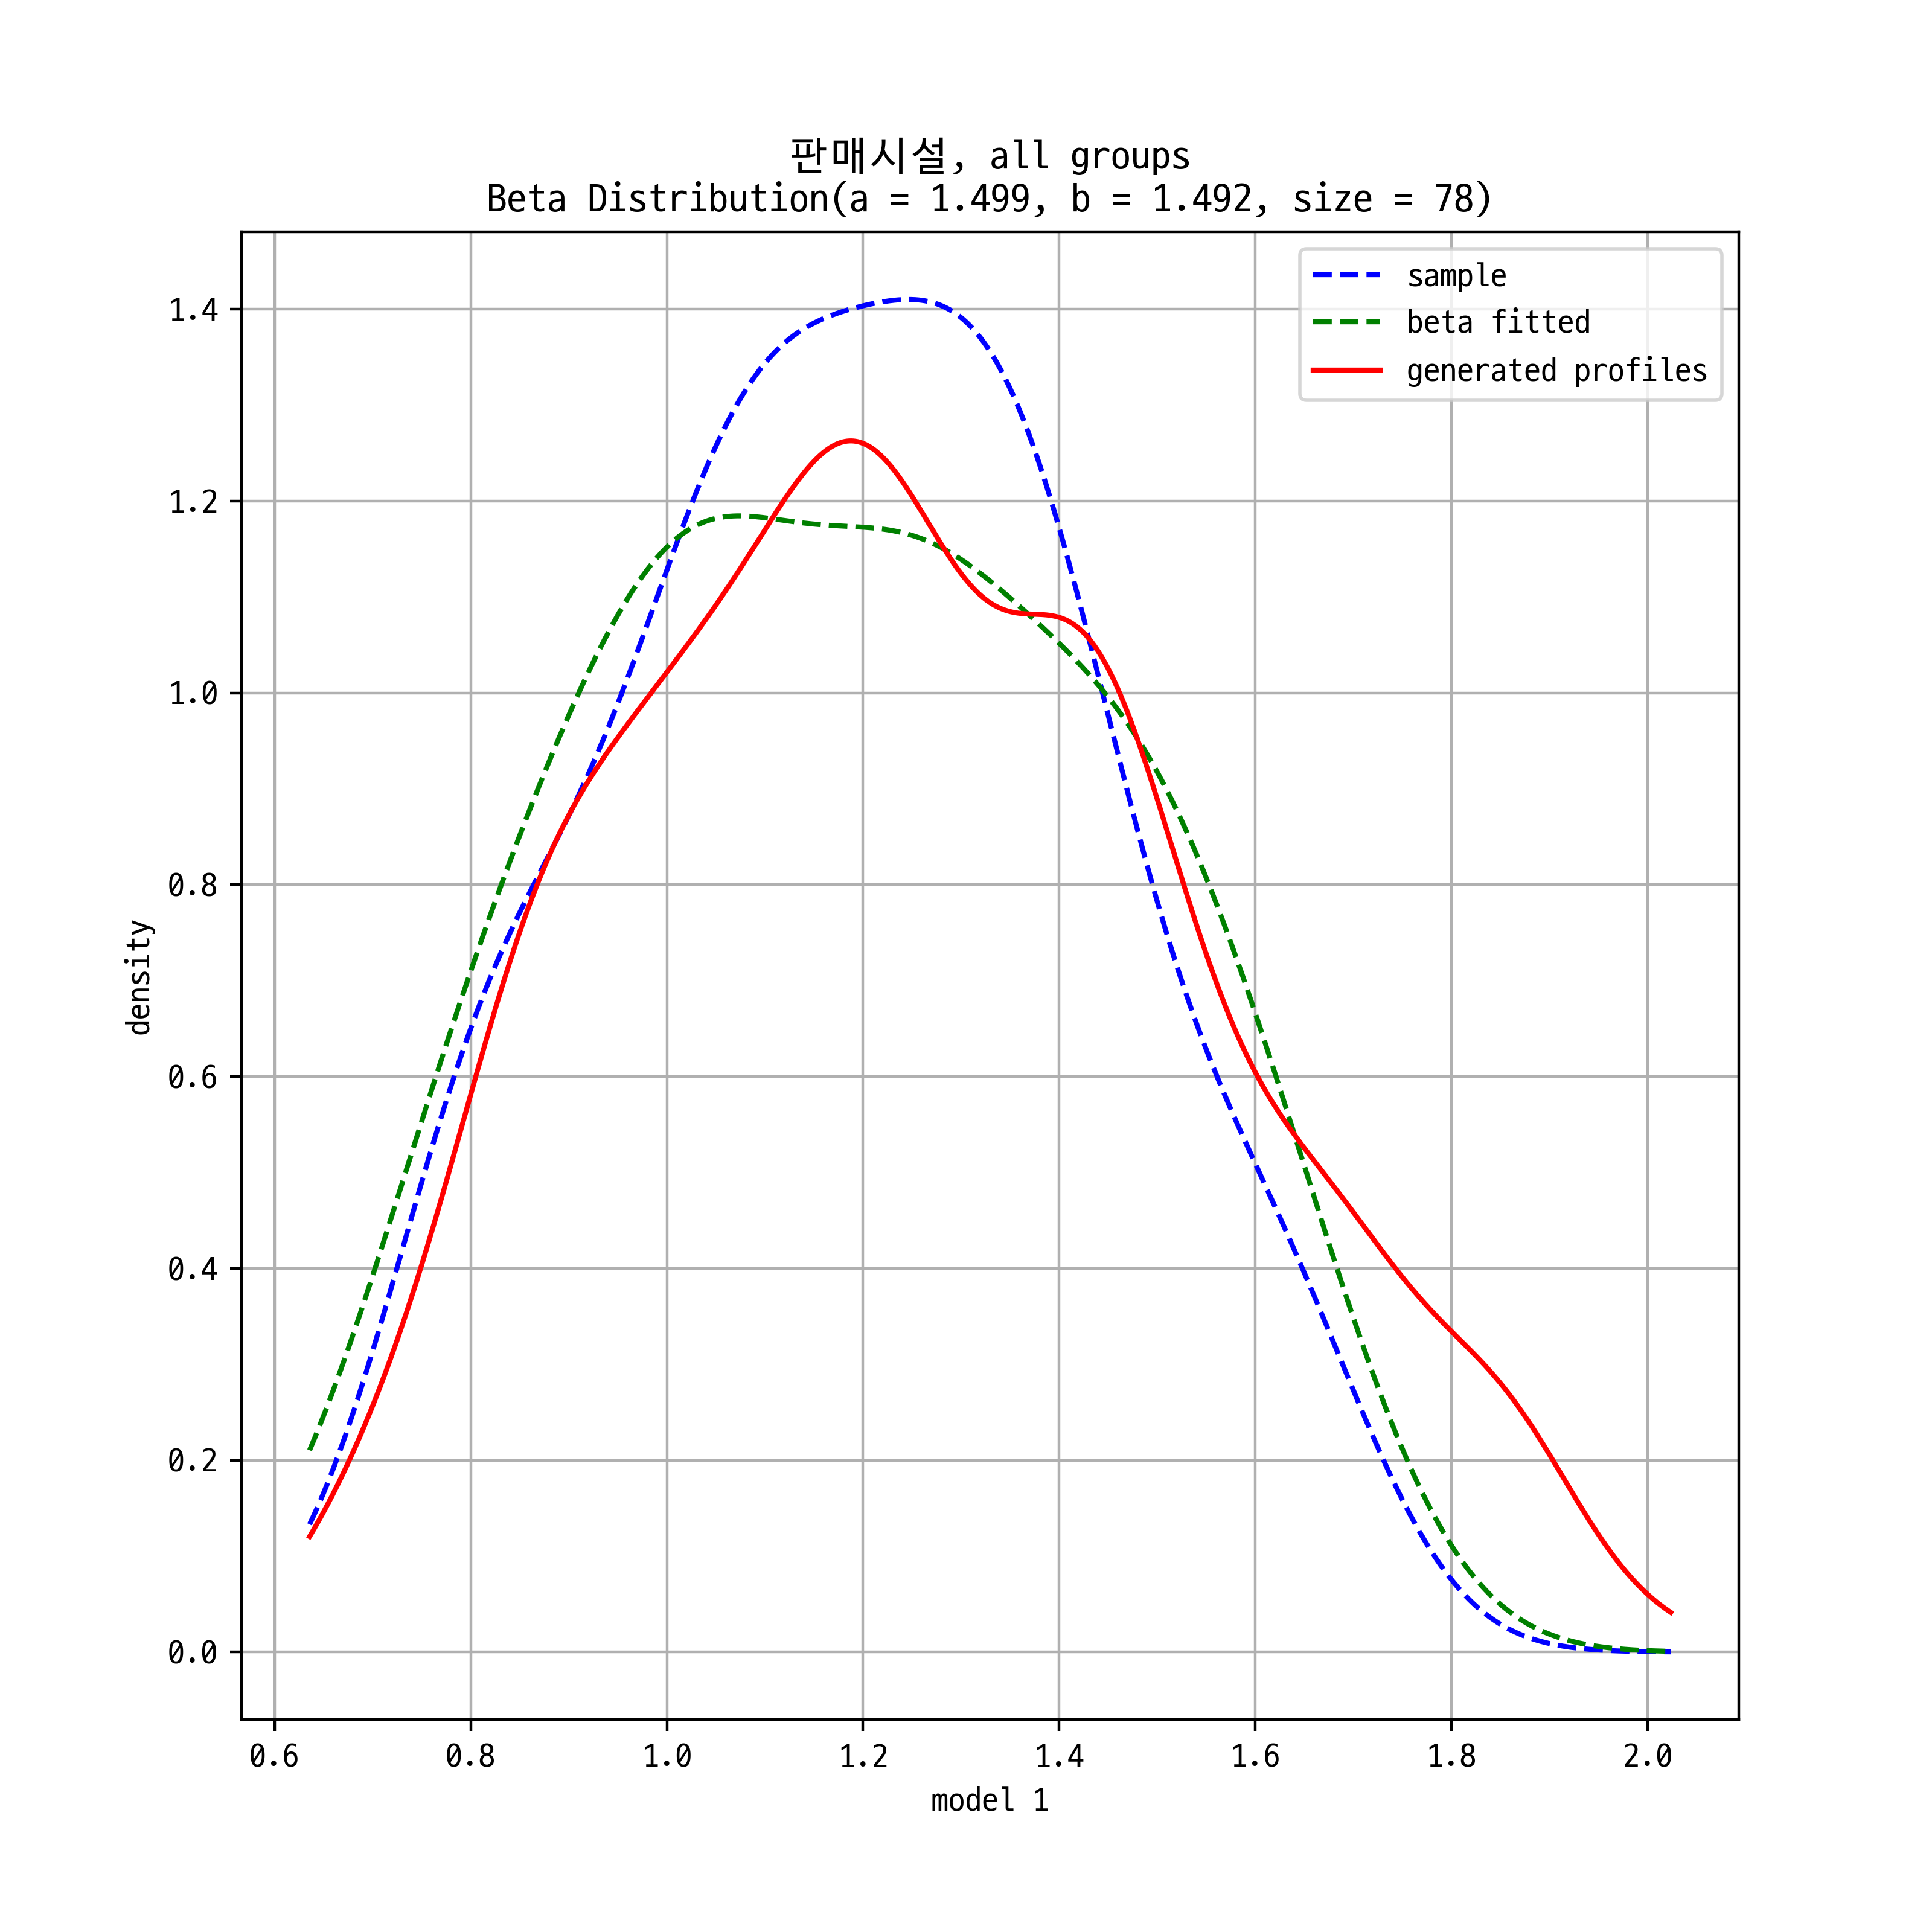 판매시설, all groups
Beta Distribution(a = 1.499, b = 1.492, size = 78)
sample
beta fitted
generated profiles
density
1.4
1.2
1.0
0.8
0.6
0.4
0.2
0.0
0.6 0.8 1.0 1.2 1.4 1.6 1.8 2.0
model 1